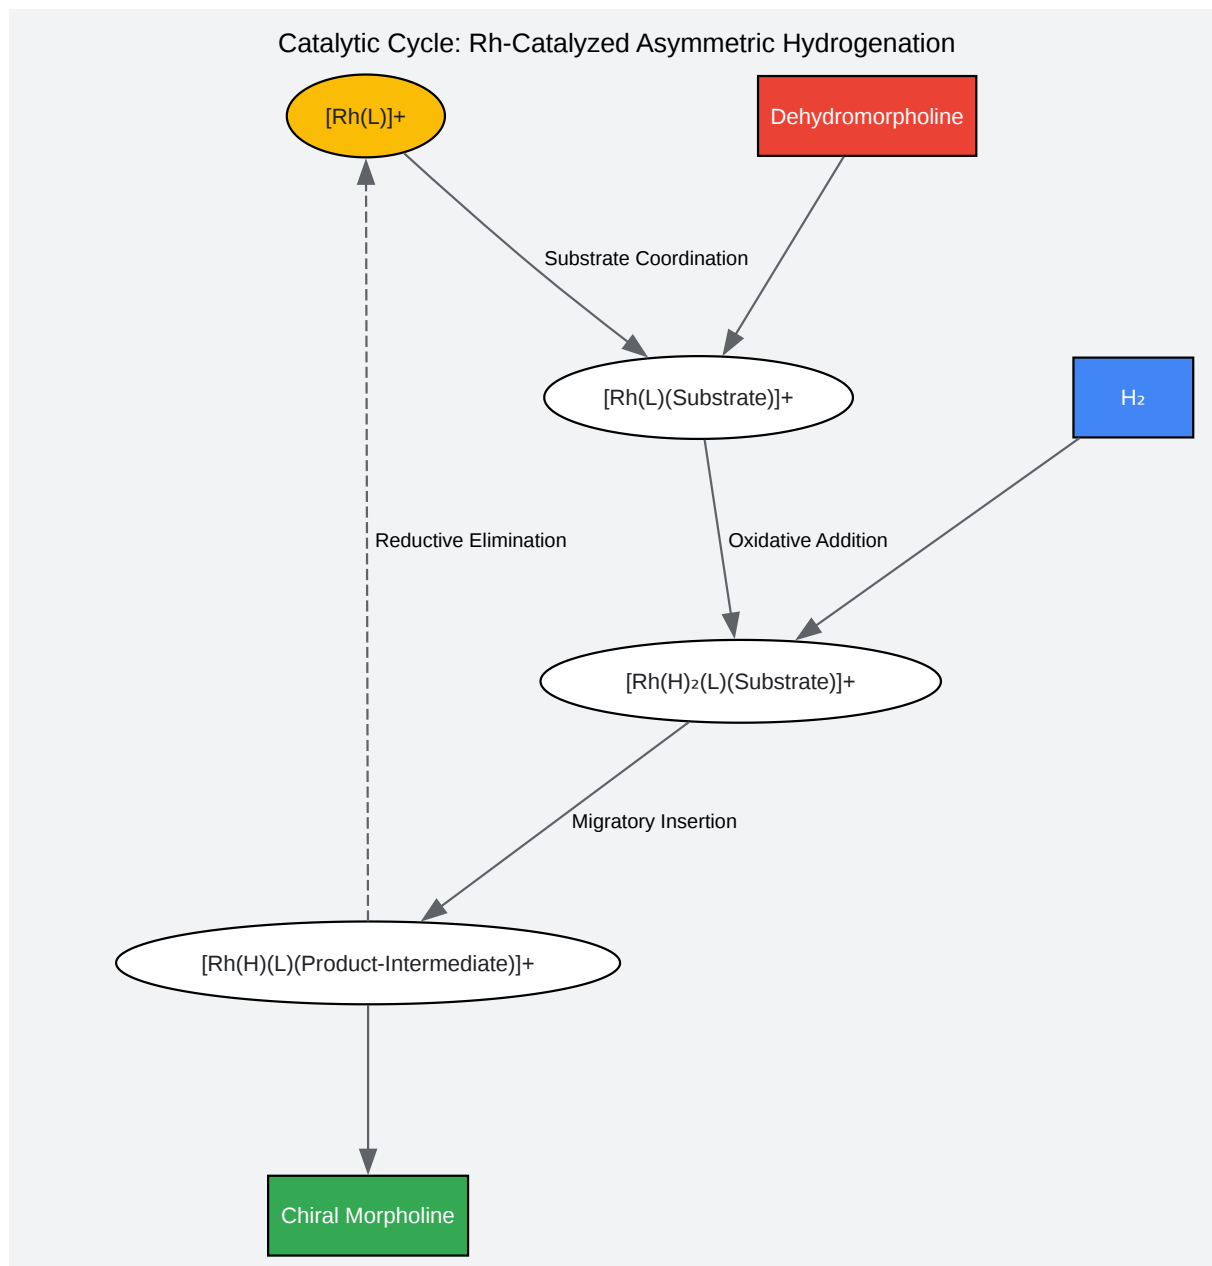 Catalytic Cycle: Rh-Catalyzed Asymmetric Hydrogenation
[Rh(L)]+
Dehydromorpholine
Substrate Coordination
[Rh(L)(Substrate)]+
H₂
Reductive Elimination
Oxidative Addition
[Rh(H)₂(L)(Substrate)]+
Migratory Insertion
[Rh(H)(L)(Product-Intermediate)]+
Chiral Morpholine